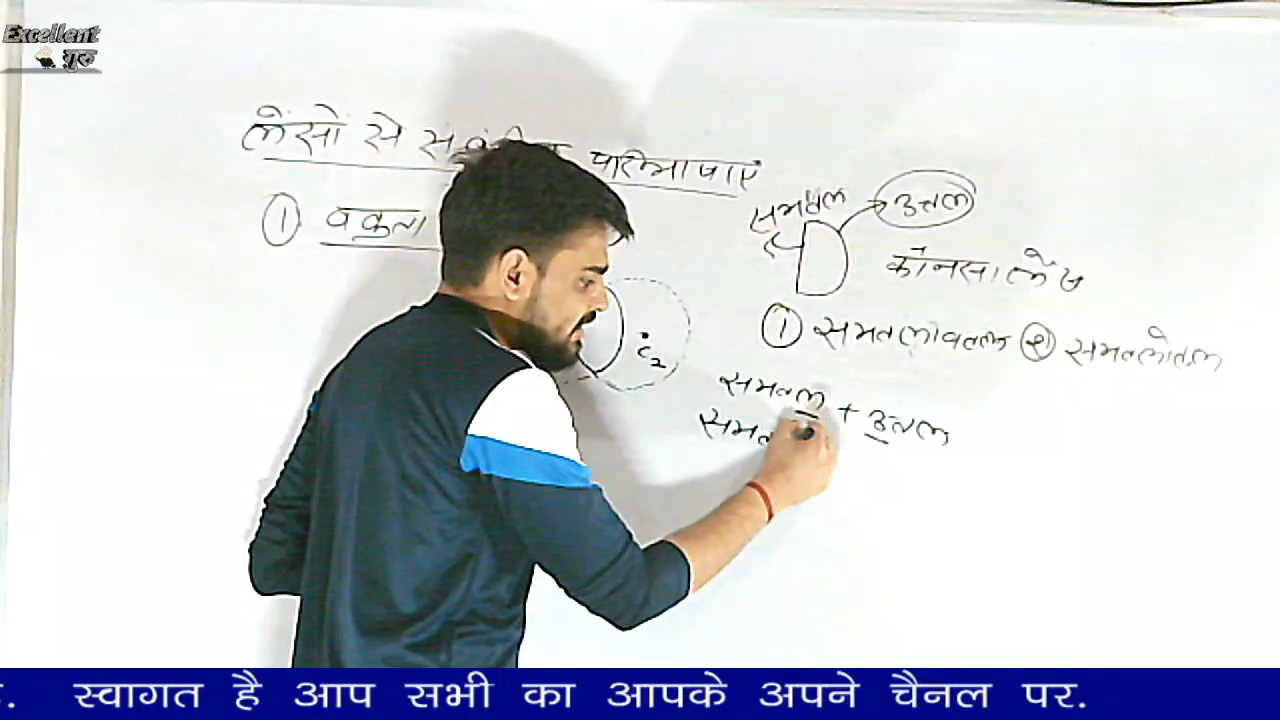 Excellent
गुरु
लेंसों से परिभाषाएं
① वक्रता
समतल
उत्तल
कौनसा लेंस
① समतलोवतल ② समतलोत्तल
समतल + उत्तल
समत
C₂
स्वागत है आप सभी का आपके अपने चैनल पर.